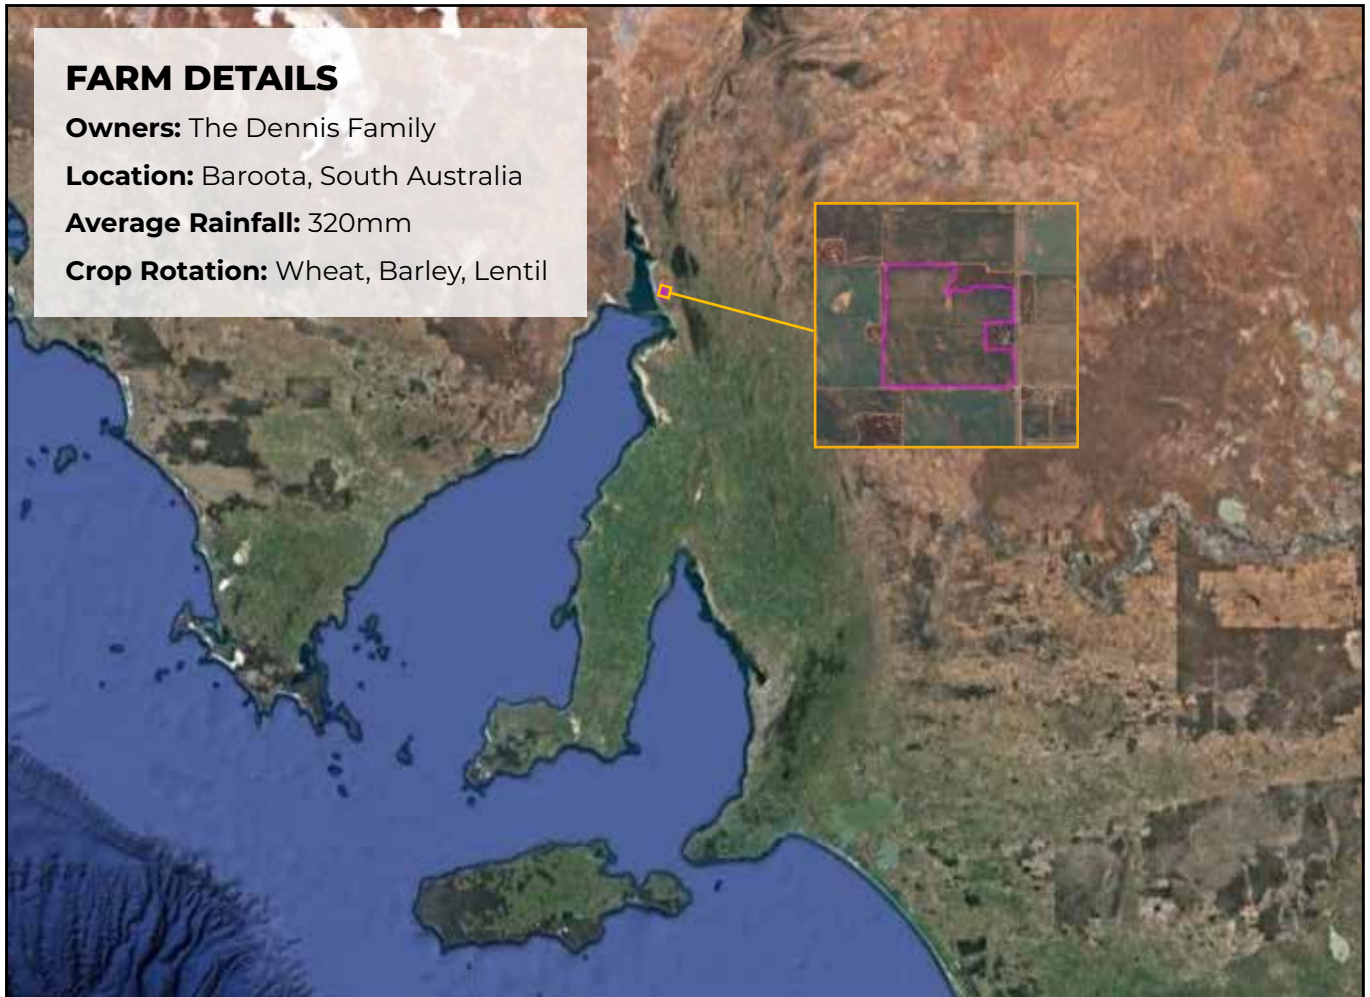 FARM DETAILS
Owners: The Dennis Family
Location: Baroota, South Australia
Average Rainfall: 320mm
Crop Rotation: Wheat, Barley, Lentil